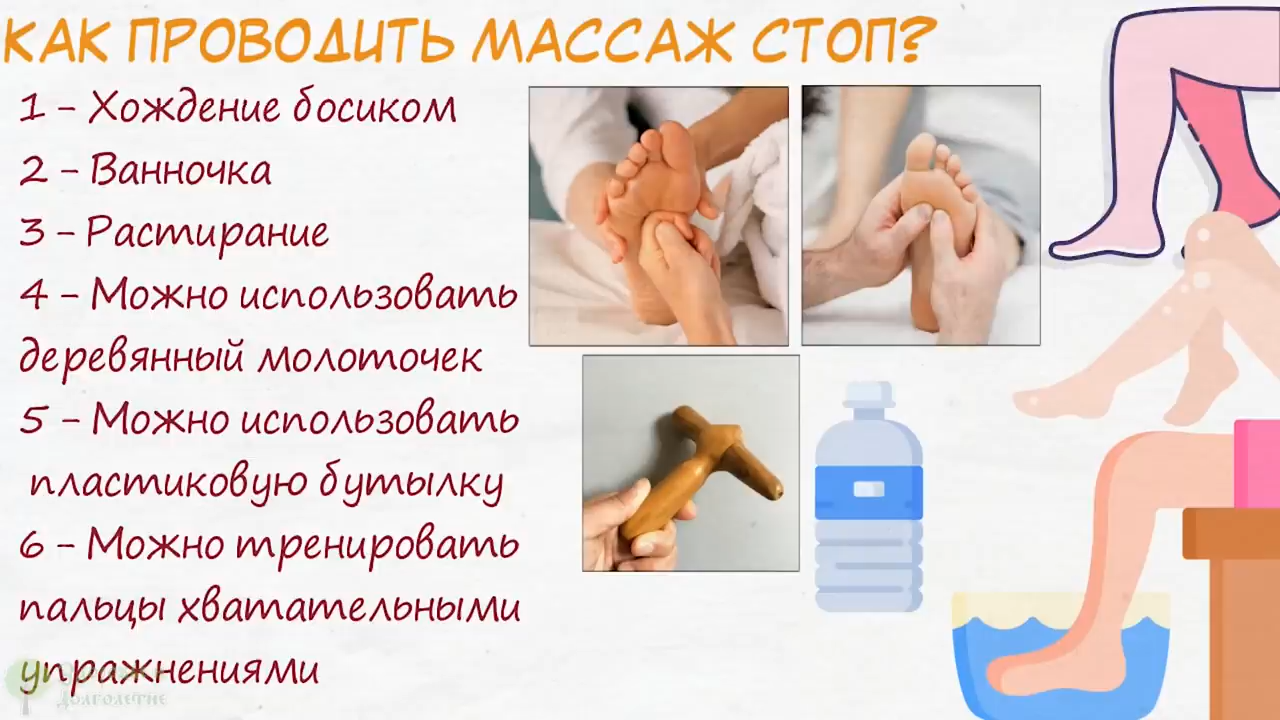 КАК ПРОВОДИТЬ МАССАЖ СТОП?
1 - Хождение босиком
2 - Ванночка
3 - Растирание
4 - Можно использовать
деревянный молоточек
5 - Можно использовать
пластиковую бутылку
6 - Можно тренировать
пальцы хватательными
упражнениями
Долголетие